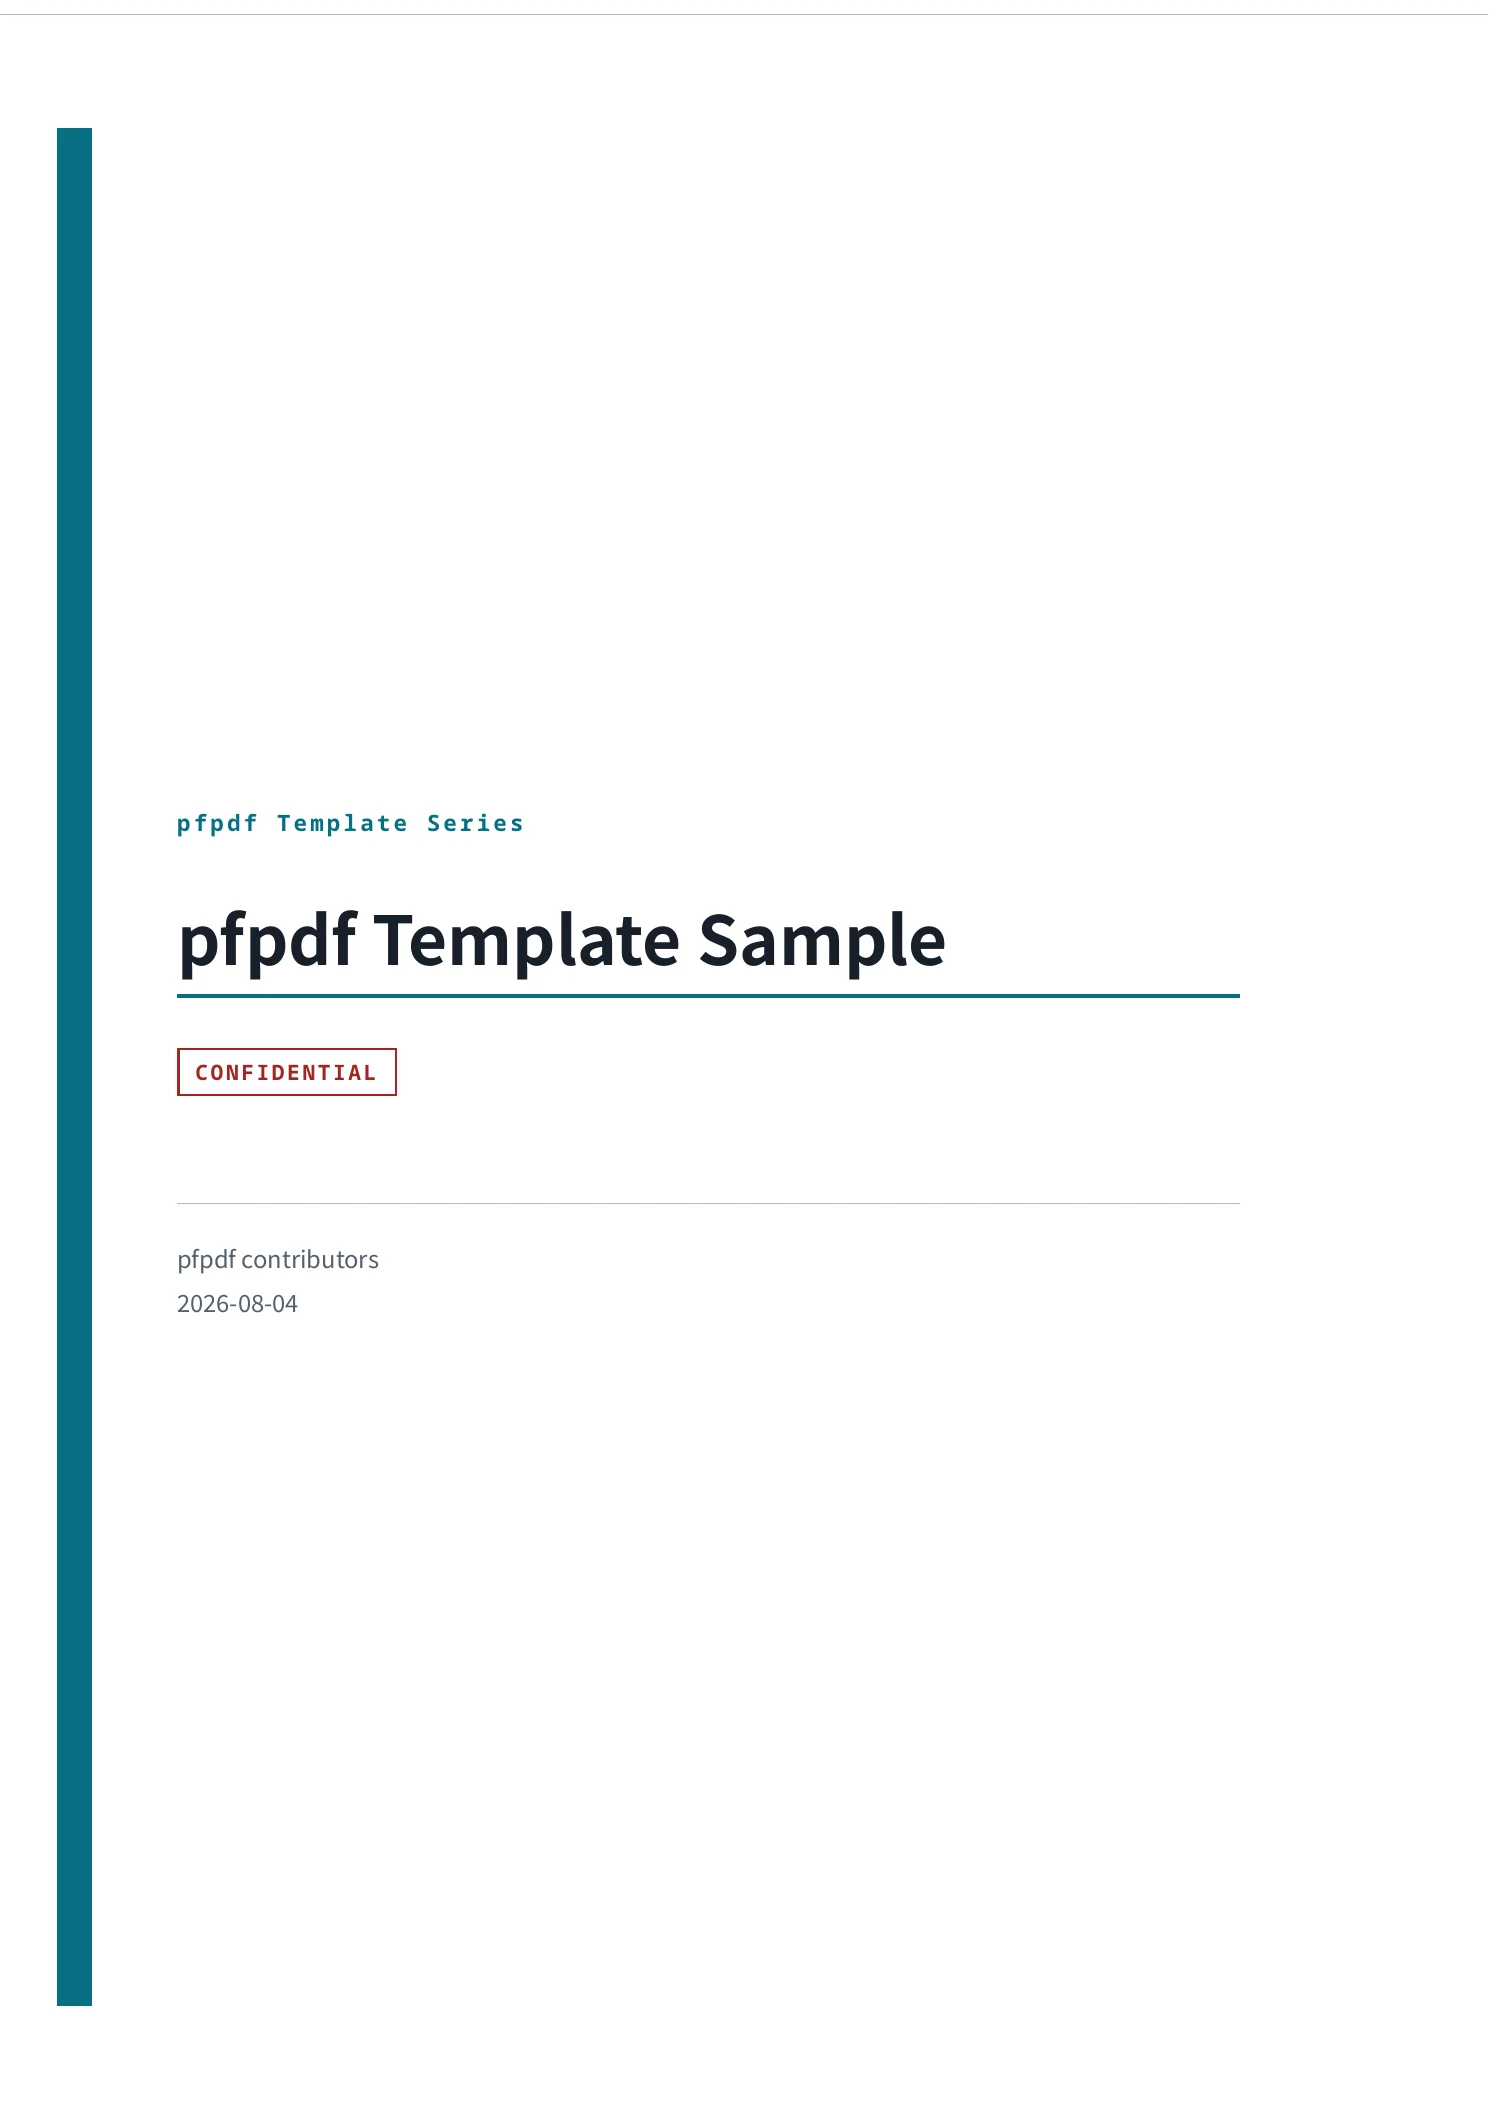 pfpdf Template Series
pfpdf Template Sample
CONFIDENTIAL
pfpdf contributors
2026-08-04